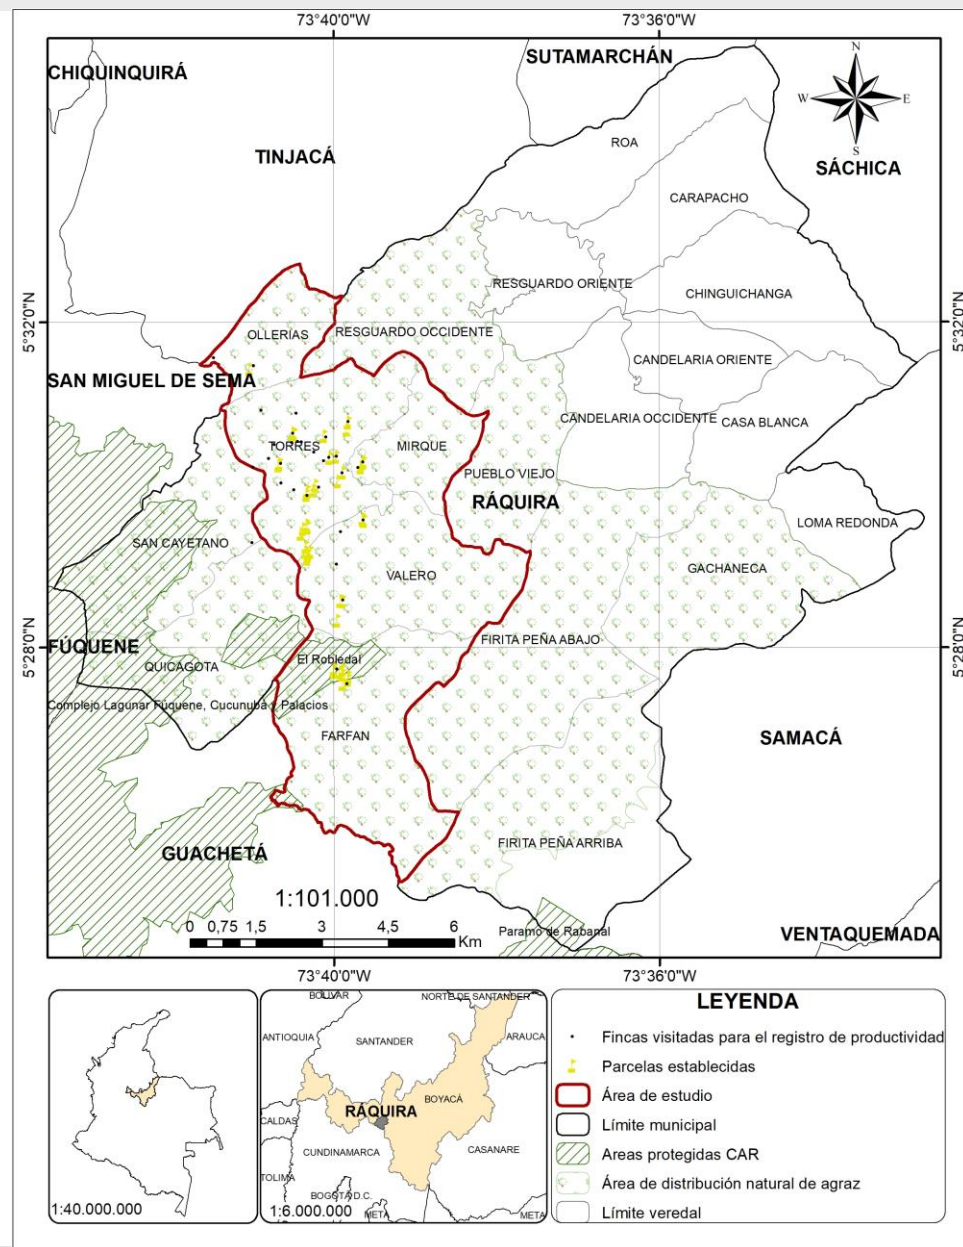 73°40'0"W
73°36'0"W
CHIQUINQUIRÁ
SUTAMARCHÁN
N
W
E
S
TINJACÁ
ROA
SÁCHICA
CARAPACHO
RESGUARDO ORIENTE
CHINGUICHANGA
5°32'0"N
5°32'0"N
OLLERÍAS
RESGUARDO OCCIDENTE
CANDELARIA ORIENTE
SAN MIGUEL DE SEMA
CANDELARIA OCCIDENTE
CASA BLANCA
TORRES
MIRQUE
PUEBLO VIEJO
RÁQUIRA
LOMA REDONDA
SAN CAYETANO
GACHANECA
VALERO
FIRITA PEÑA ABAJO
FÚQUENE
5°28'0"N
5°28'0"N
El Robledal
QUICAGOTA
Complejo Lagunar Fúquene, Cucunubá y Palacios
FARFAN
SAMACÁ
FIRITA PEÑA ARRIBA
GUACHETÁ
1:101.000
0 0,75 1,5 3 4,5 6
Km
Paramo de Rabanal
VENTAQUEMADA
73°40'0"W
73°36'0"W
1:40.000.000
BOLIVAR
NORTE DE SANTANDER
ANTIOQUIA
SANTANDER
ARAUCA
BOYACÁ
RÁQUIRA
CALDAS
CUNDINAMARCA
CASANARE
TOLIMA
BOGOTÁ D.C.
META
META
1:6.000.000
LEYENDA
Fincas visitadas para el registro de productividad
Parcelas establecidas
Área de estudio
Límite municipal
Areas protegidas CAR
Área de distribución natural de agraz
Límite veredal